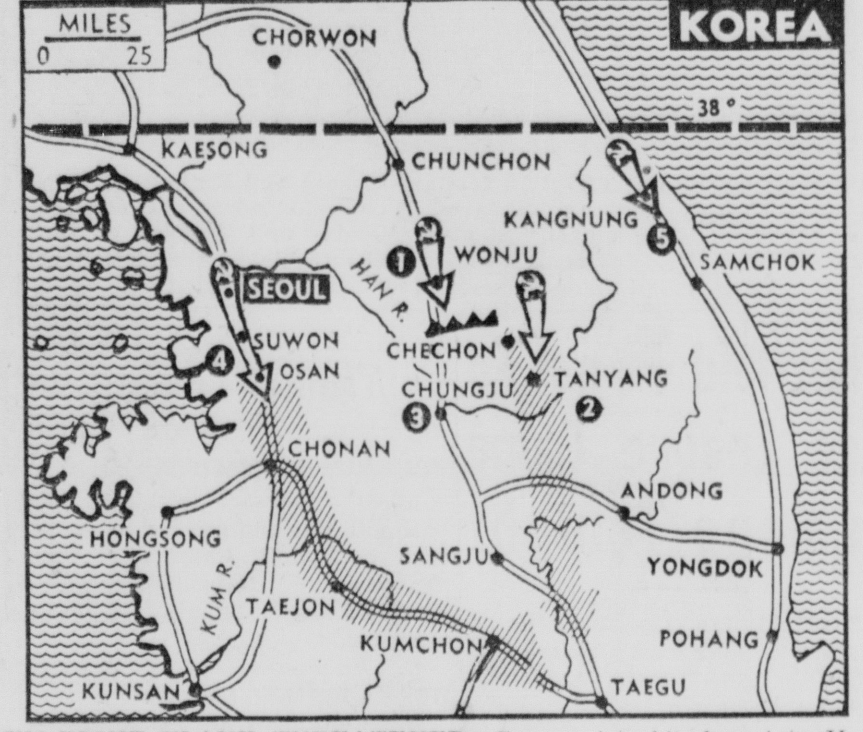 MILES
0 25
KOREA
CHORWON
38°
KAESONG
CHUNCHON
KANGNUNG
5
1
WONJU
SAMCHOK
HAN R.
SEOUL
SUWON
4
OSAN
CHECHON
TANYANG
2
CHUNGJU
3
CHONAN
ANDONG
HONGSONG
SANGJU
YONGDOK
KUM R.
TAEJON
KUMCHON
POHANG
KUNSAN
TAEGU